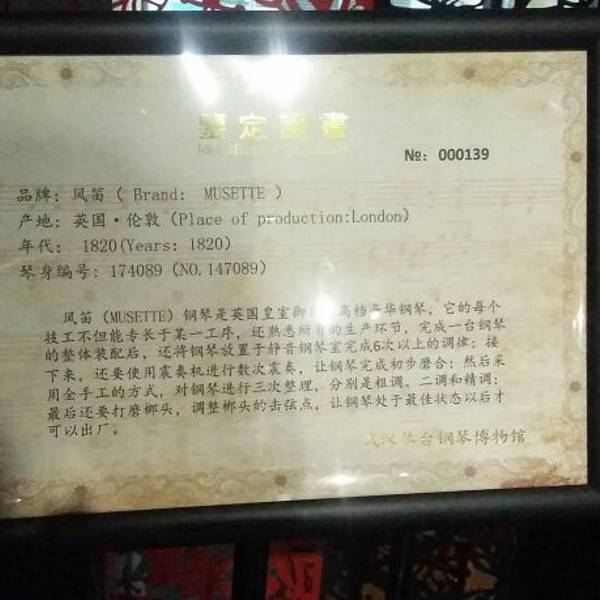 鉴定證書
Identification
№: 000139
品牌: 风笛 ( Brand: MUSETTE )
产地: 英国·伦敦 (Place of production:London)
年代: 1820(Years: 1820)
琴身编号: 174089 (NO.147089)
风笛 (MUSETTE) 钢琴是英国皇室御 高档奢华钢琴，它的每个
技工不但能专长于某一工序，还熟悉所有的生产环节，完成一台钢琴
的整体装配后，还将钢琴放置于静音钢琴室完成6次以上的调律；接
下来，还要使用震奏机进行数次震奏，让钢琴完成初步磨合；然后采
用全手工的方式，对钢琴进行三次整理，分别是粗调、二调和精调；
最后还要打磨榔头，调整榔头的击弦点，让钢琴处于最佳状态以后才
可以出厂。
武汉琴台钢琴博物馆